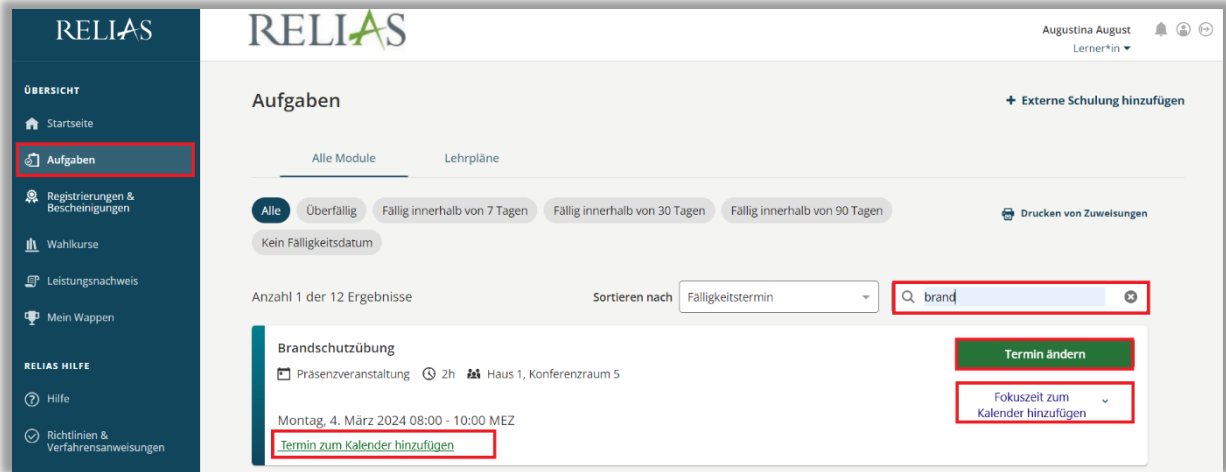 RELIAS
RELIAS
Augustina August
Lerner*in
ÜBERSICHT
Startseite
Aufgaben
Registrierungen &
Bescheinigungen
Wahlkurse
Leistungsnachweis
Mein Wappen
RELIAS HILFE
Hilfe
Richtlinien &
Verfahrensanweisungen
Aufgaben
+ Externe Schulung hinzufügen
Alle Module Lehrpläne
Alle Überfällig Fällig innerhalb von 7 Tagen Fällig innerhalb von 30 Tagen Fällig innerhalb von 90 Tagen
Kein Fälligkeitsdatum
Drucken von Zuweisungen
Anzahl 1 der 12 Ergebnisse
Sortieren nach Fälligkeitstermin
brand
Brandschutzübung
Präsenzveranstaltung 2h Haus 1, Konferenzraum 5
Montag, 4. März 2024 08:00 - 10:00 MEZ
Termin zum Kalender hinzufügen
Termin ändern
Fokuszeit zum
Kalender hinzufügen